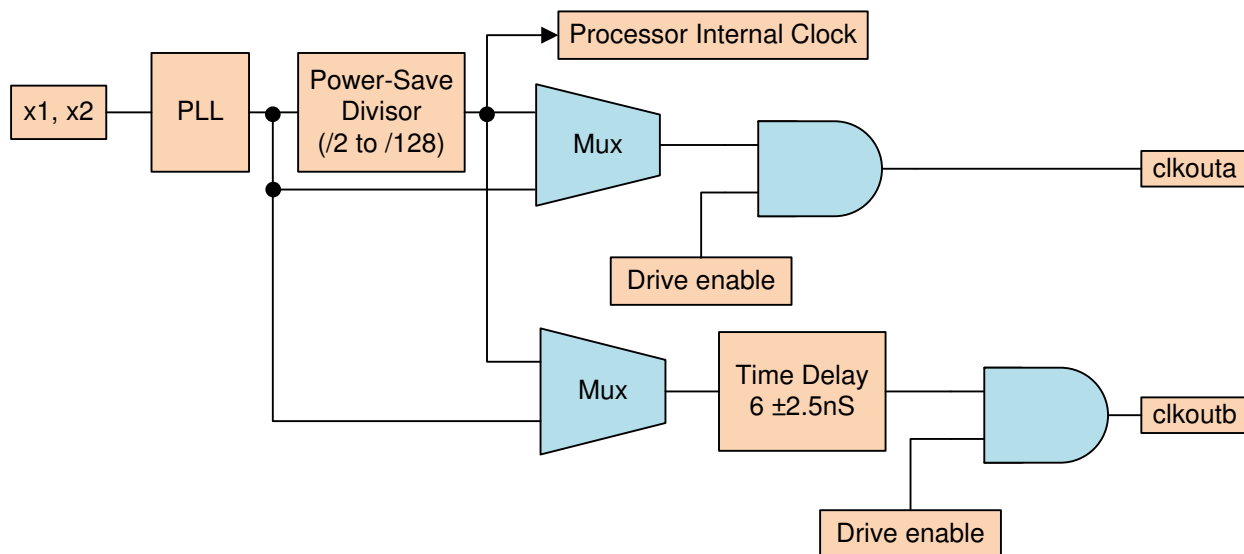 Processor Internal Clock
x1, x2
PLL
Power-Save
Divisor
(/2 to /128)
Mux
clkouta
Drive enable
Mux
Time Delay
6 ±2.5nS
clkoutb
Drive enable